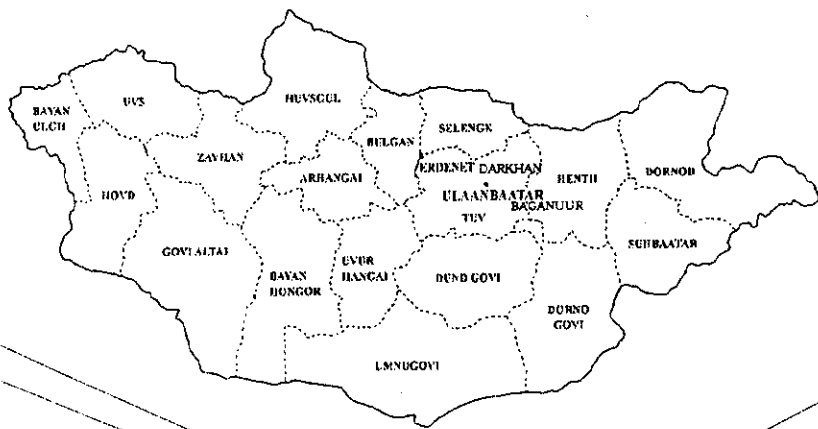 HUVSGUL
UVS
BAYAN
ULGII
BULGAN
SELENGE
ZAVHAN
ERDENET
DARKHAN
ARHANGAI
HENTII
DORNOD
HOVD
ULAANBAATAR
BAGANUUR
TUV
SUHBAATAR
GOVI ALTAI
UVUR
HANGAI
BAYAN
HONGOR
DUND GOVI
DORNO
GOVI
UMNUGOVI